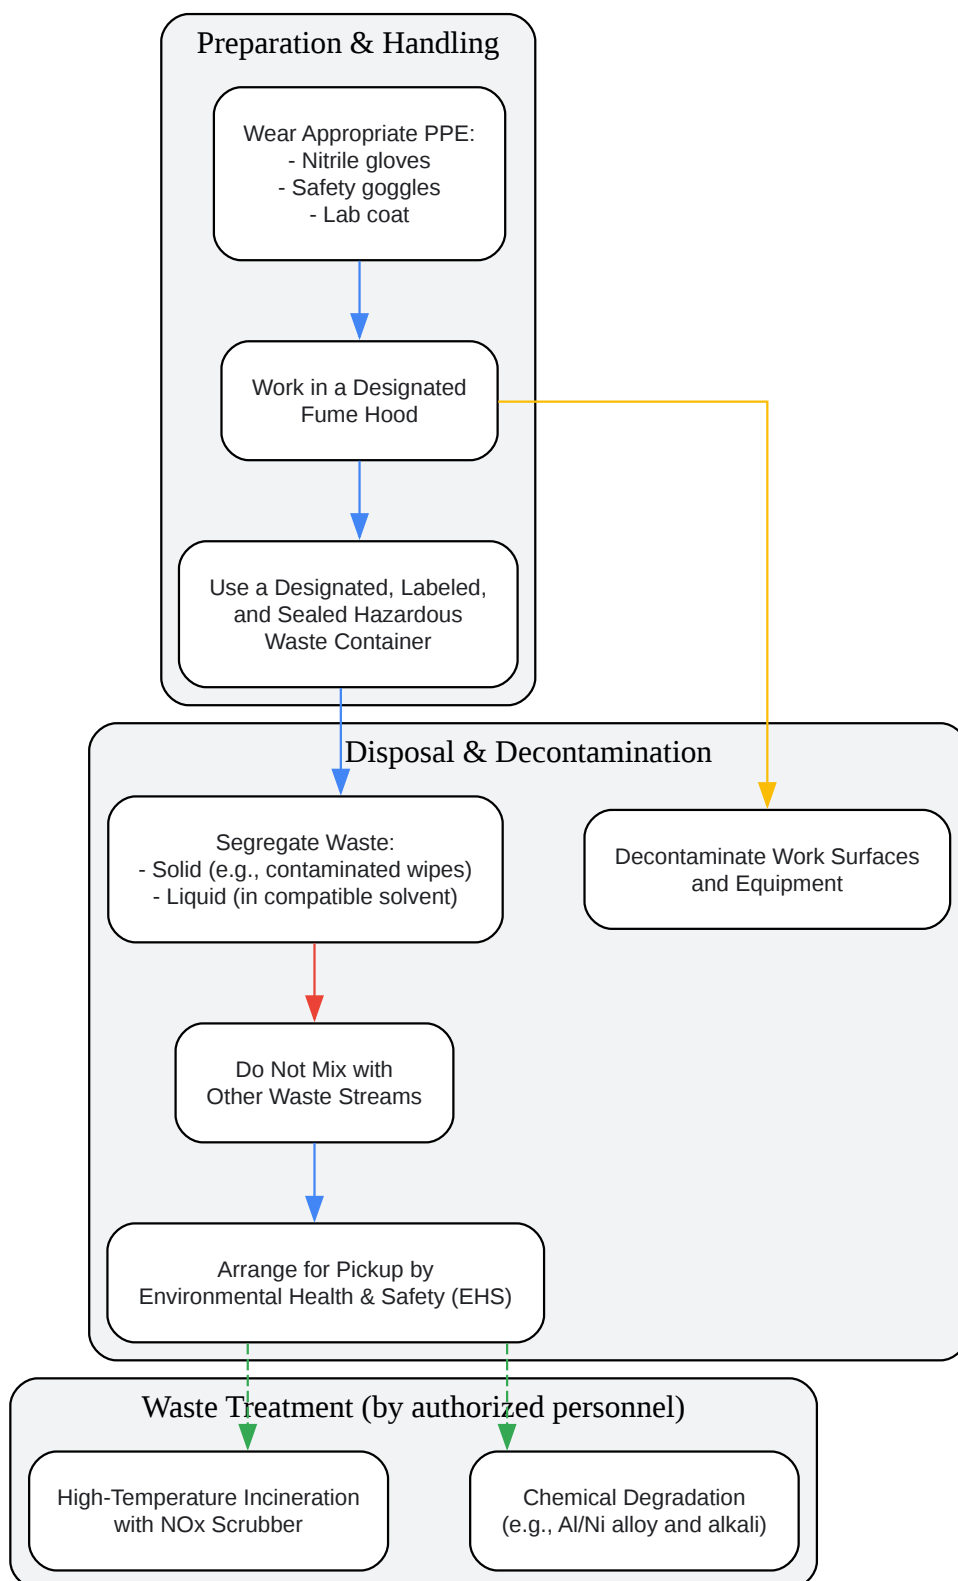 Preparation & Handling
Wear Appropriate PPE:
- Nitrile gloves
- Safety goggles
- Lab coat
Work in a Designated
Fume Hood
Use a Designated, Labeled,
and Sealed Hazardous
Waste Container
Disposal & Decontamination
Segregate Waste:
- Solid (e.g., contaminated wipes)
- Liquid (in compatible solvent)
Decontaminate Work Surfaces
and Equipment
Do Not Mix with
Other Waste Streams
Arrange for Pickup by
Environmental Health & Safety (EHS)
Waste Treatment (by authorized personnel)
High-Temperature Incineration
with NOx Scrubber
Chemical Degradation
(e.g., Al/Ni alloy and alkali)